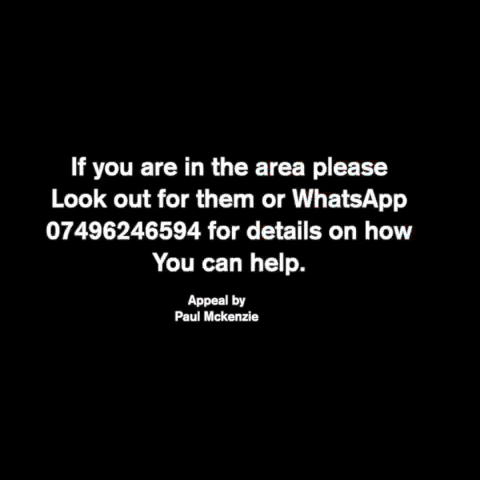 If you are in the area please
Look out for them or WhatsApp
07496246594 for details on how
You can help.
Appeal by
Paul Mckenzie